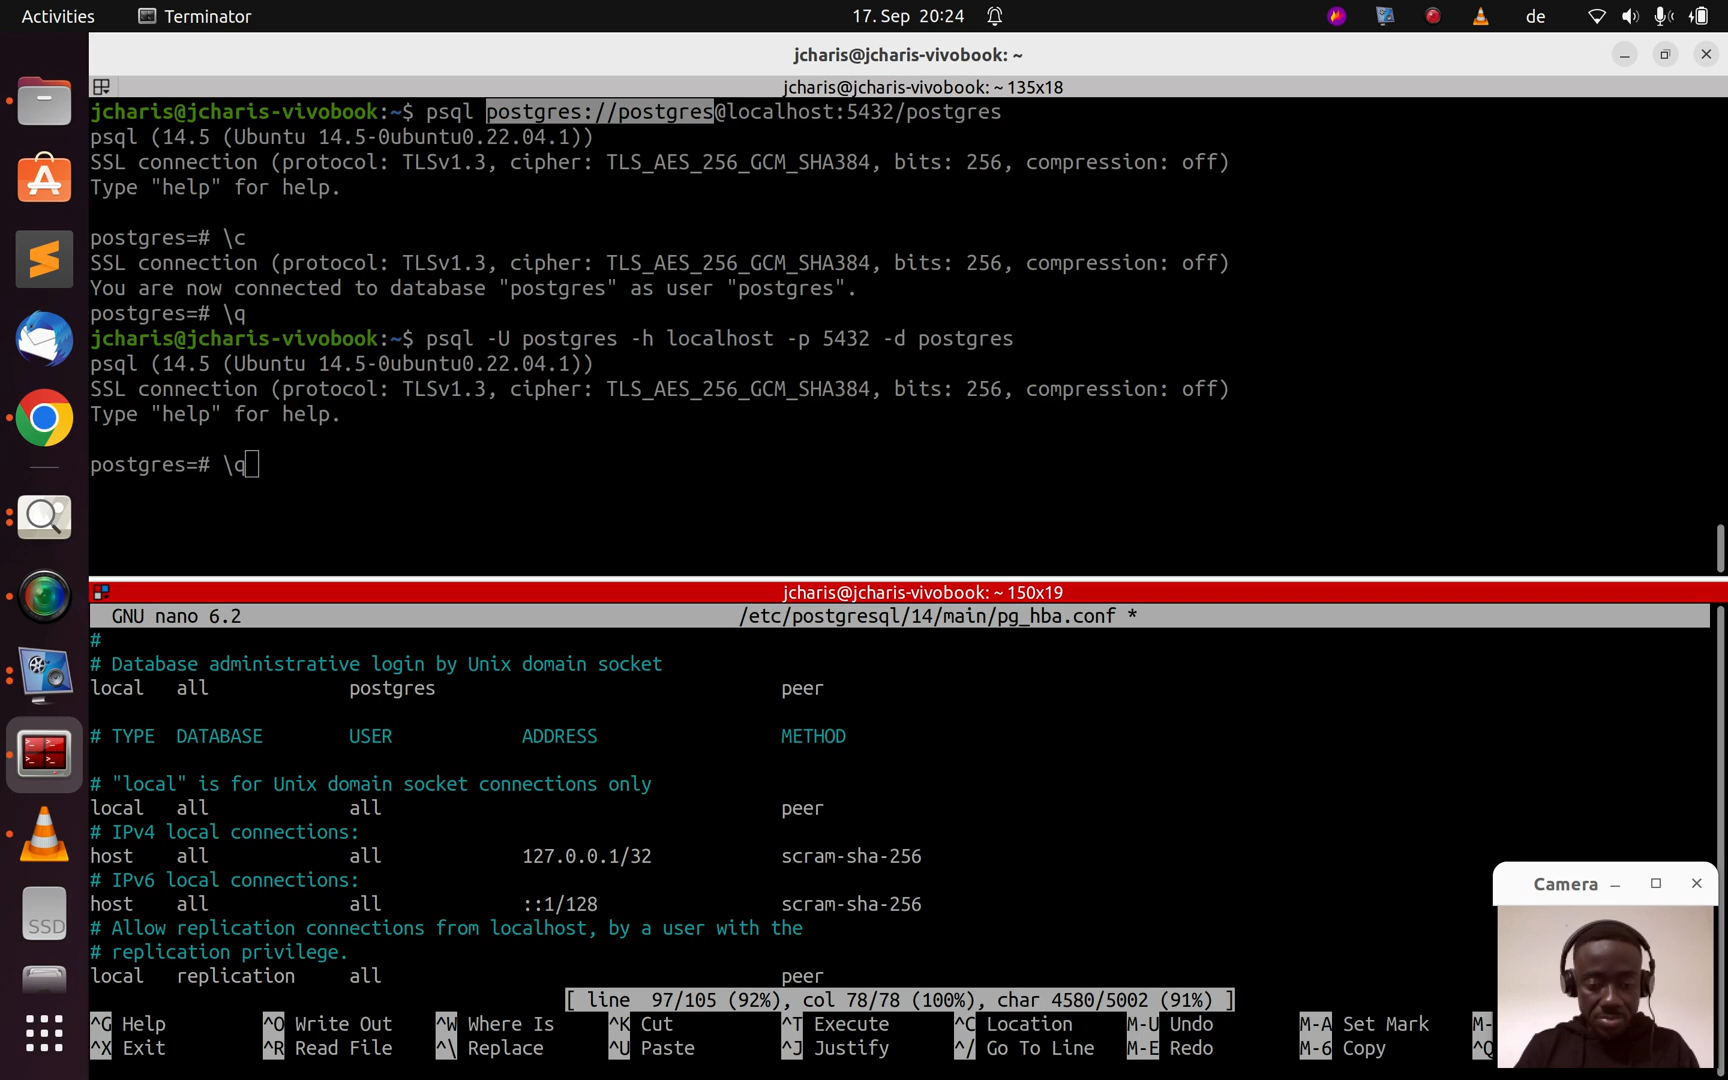 Activities Terminator 17. Sep 20:24 de
jcharis@jcharis-vivobook: ~
jcharis@jcharis-vivobook: ~ 135x18
jcharis@jcharis-vivobook:~$ psql postgres://postgres@localhost:5432/postgres
psql (14.5 (Ubuntu 14.5-0ubuntu0.22.04.1))
SSL connection (protocol: TLSv1.3, cipher: TLS_AES_256_GCM_SHA384, bits: 256, compression: off)
Type "help" for help.
postgres=# \c
SSL connection (protocol: TLSv1.3, cipher: TLS_AES_256_GCM_SHA384, bits: 256, compression: off)
You are now connected to database "postgres" as user "postgres".
postgres=# \q
jcharis@jcharis-vivobook:~$ psql -U postgres -h localhost -p 5432 -d postgres
psql (14.5 (Ubuntu 14.5-0ubuntu0.22.04.1))
SSL connection (protocol: TLSv1.3, cipher: TLS_AES_256_GCM_SHA384, bits: 256, compression: off)
Type "help" for help.
postgres=# \q
jcharis@jcharis-vivobook: ~ 150x19
GNU nano 6.2 /etc/postgresql/14/main/pg_hba.conf *
#
# Database administrative login by Unix domain socket
local all postgres peer
# TYPE DATABASE USER ADDRESS METHOD
# "local" is for Unix domain socket connections only
local all all peer
# IPv4 local connections:
host all all 127.0.0.1/32 scram-sha-256
# IPv6 local connections:
host all all ::1/128 scram-sha-256
# Allow replication connections from localhost, by a user with the
# replication privilege.
local replication all peer
[ line 97/105 (92%), col 78/78 (100%), char 4580/5002 (91%) ]
^G Help ^O Write Out ^W Where Is ^K Cut ^T Execute ^C Location M-U Undo M-A Set Mark M-
^X Exit ^R Read File ^\ Replace ^U Paste ^J Justify ^/ Go To Line M-E Redo M-6 Copy ^Q
Camera
SSD